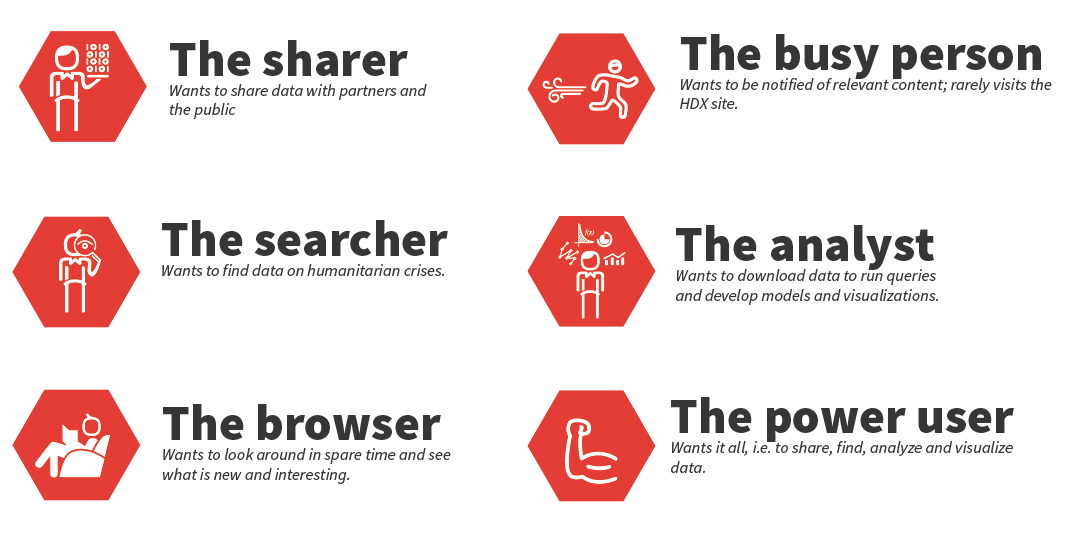 The sharer
Wants to share data with partners and
the public
The busy person
Wants to be notified of relevant content; rarely visits the
HDX site.
The searcher
Wants to find data on humanitarian crises.
f(x)
The analyst
Wants to download data to run queries
and develop models and visualizations.
The browser
Wants to look around in spare time and see
what is new and interesting.
The power user
Wants it all, i.e. to share, find, analyze and visualize
data.